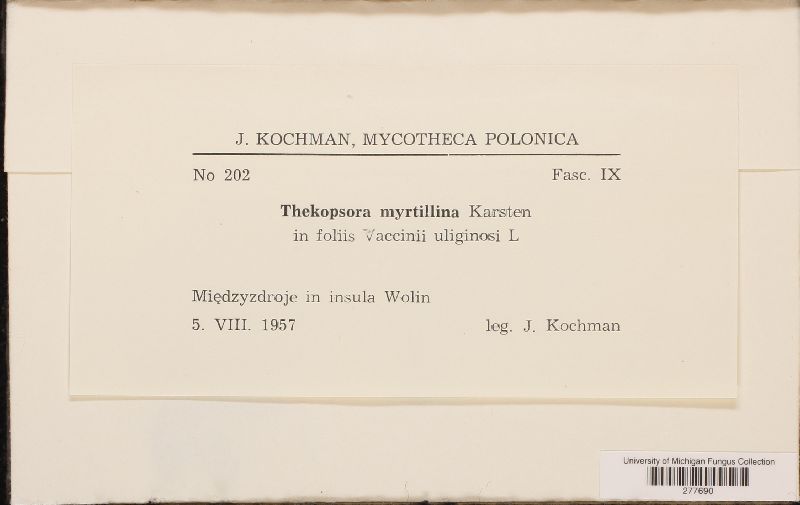 J. KOCHMAN, MYCOTHECA POLONICA
No 202 Fasc. IX
Thekopsora myrtillina Karsten
in foliis Vaccinii uliginosi L
Międzyzdroje in insula Wolin
5. VIII. 1957 leg. J. Kochman
University of Michigan Fungus Collection
277690